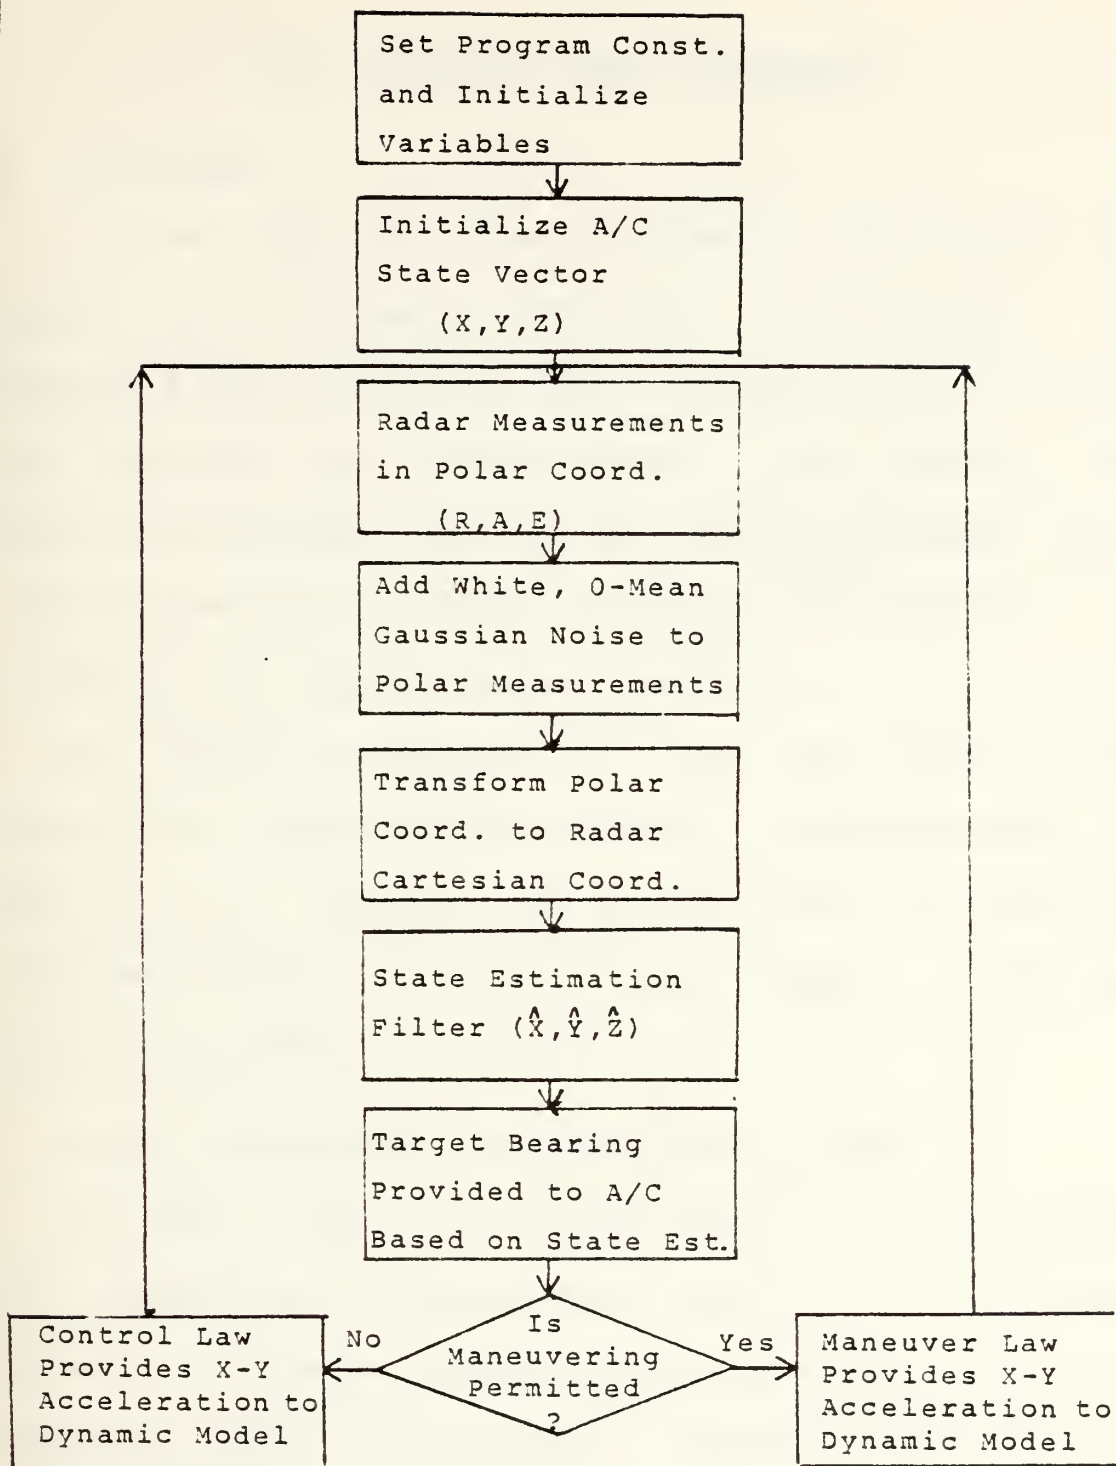 Set Program Const.
and Initialize
Variables
Initialize A/C
State Vector
(X,Y,Z)
Radar Measurements
in Polar Coord.
(R,A,E)
Add White, O-Mean
Gaussian Noise to
Polar Measurements
Transform Polar
Coord. to Radar
Cartesian Coord.
State Estimation
Filter (X̂,Ŷ,Ẑ)
Target Bearing
Provided to A/C
Based on State Est.
Is
Maneuvering
Permitted
?
No
Yes
Control Law
Provides X-Y
Acceleration to
Dynamic Model
Maneuver Law
Provides X-Y
Acceleration to
Dynamic Model